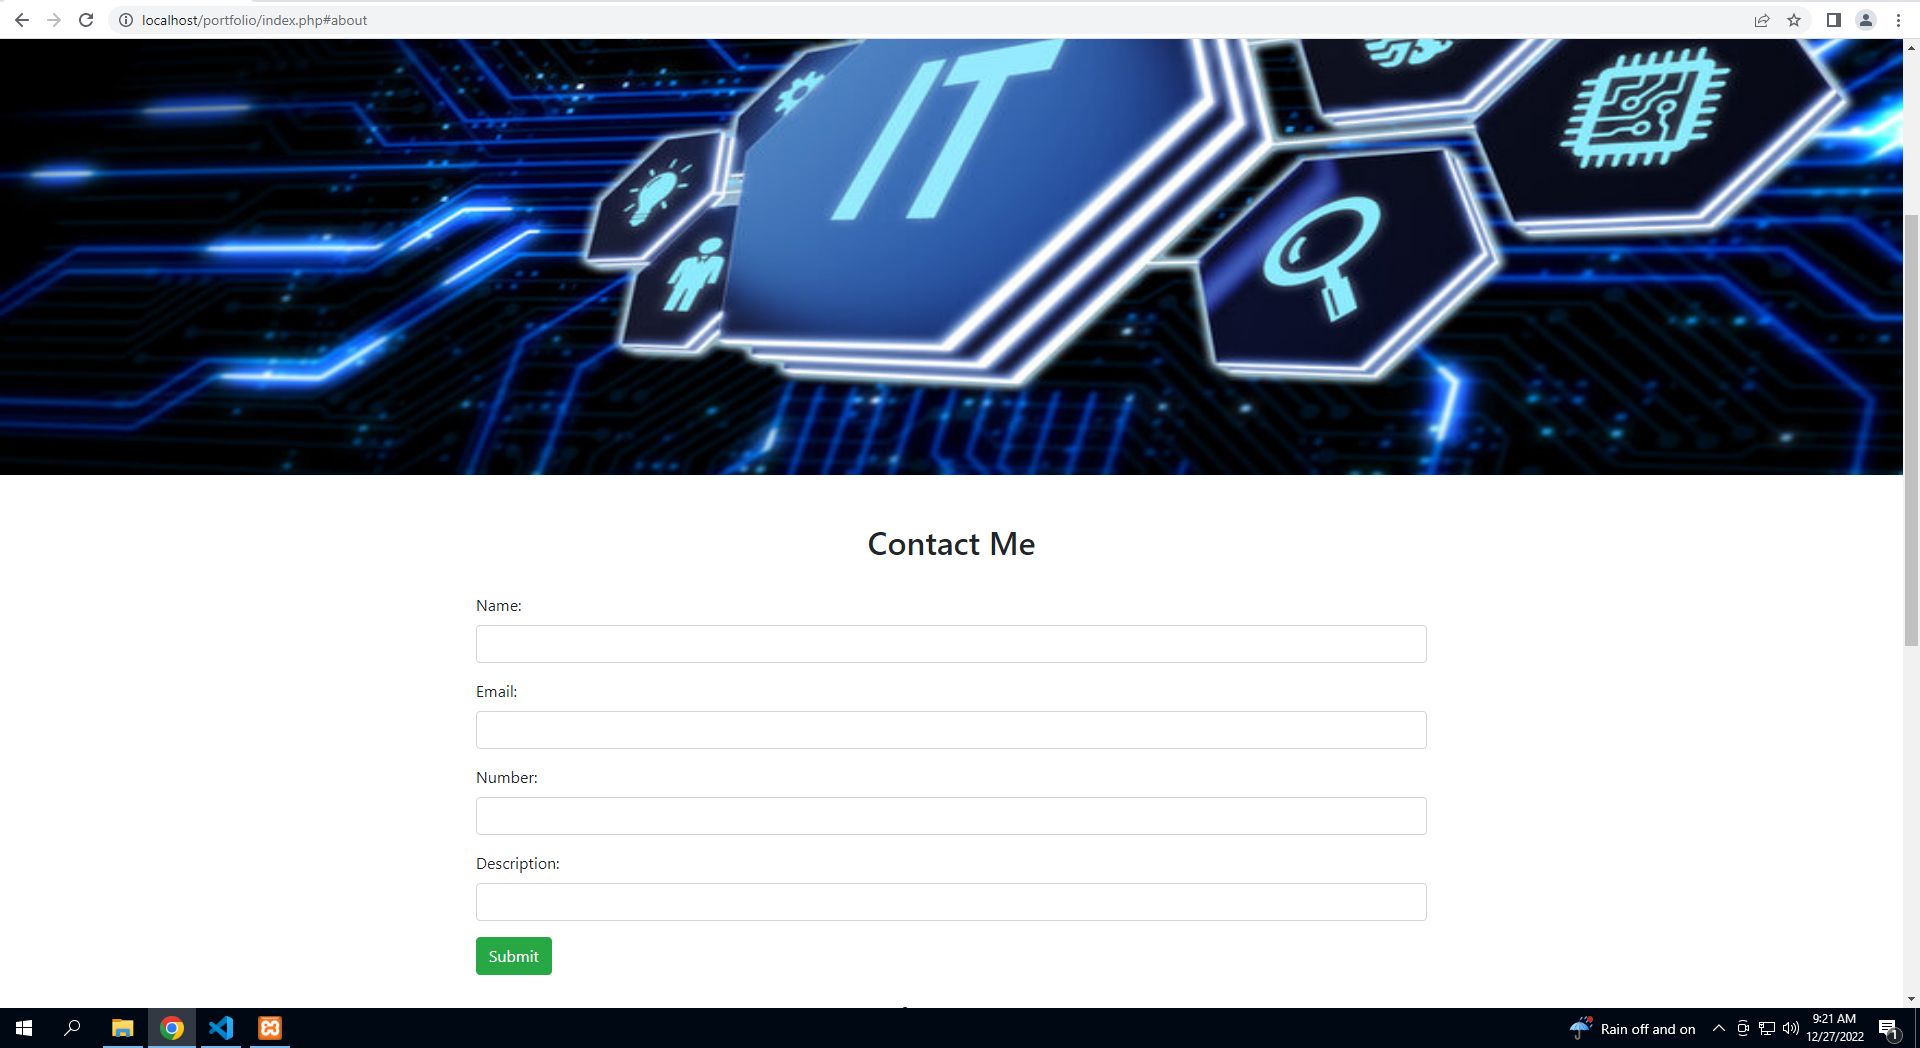 localhost/portfolio/index.php#about
IT
Contact Me
Name:
Email:
Number:
Description:
Submit
Rain off and on
9:21 AM
12/27/2022
1